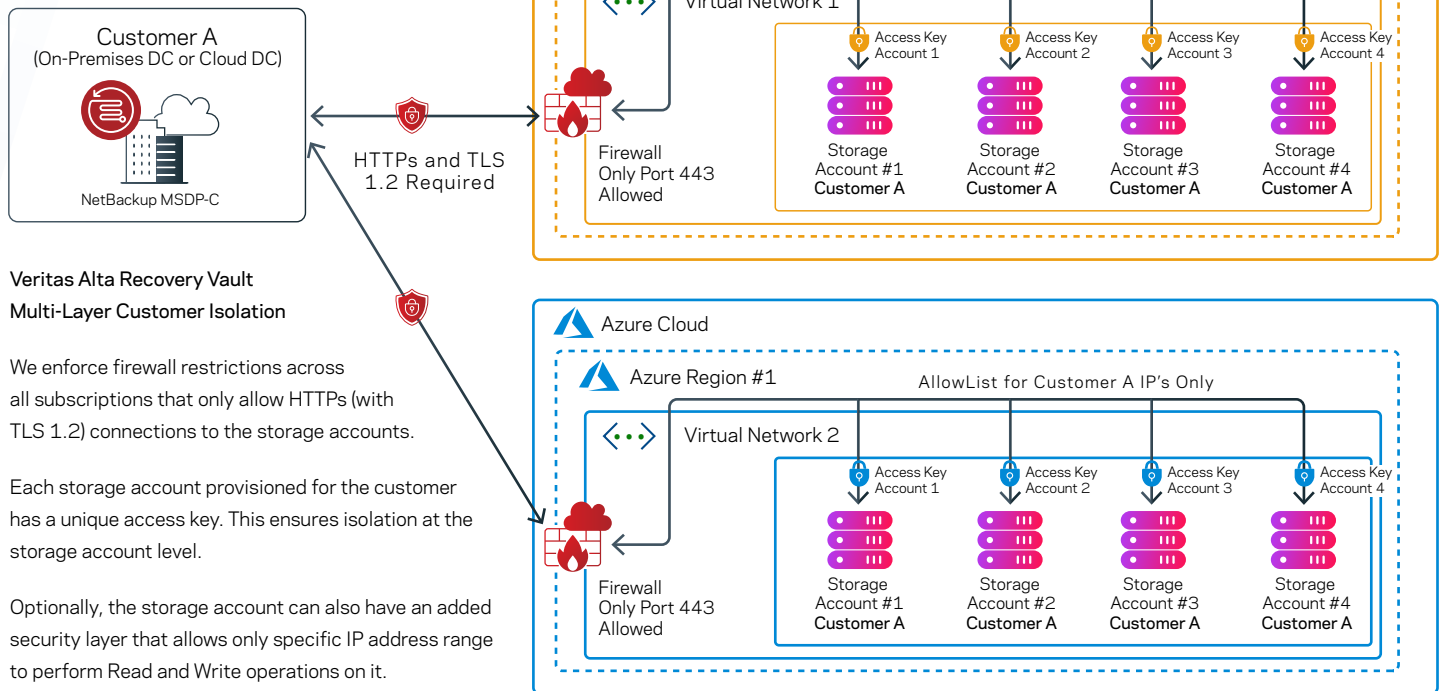 Virtual Network 1
Customer A
(On-Premises DC or Cloud DC)
NetBackup MSDP-C
HTTPs and TLS
1.2 Required
Firewall
Only Port 443
Allowed
Access Key
Account 1
Access Key
Account 2
Access Key
Account 3
Access Key
Account 4
Storage
Account #1
Customer A
Storage
Account #2
Customer A
Storage
Account #3
Customer A
Storage
Account #4
Customer A
Veritas Alta Recovery Vault
Multi-Layer Customer Isolation
We enforce firewall restrictions across
all subscriptions that only allow HTTPs (with
TLS 1.2) connections to the storage accounts.
Each storage account provisioned for the customer
has a unique access key. This ensures isolation at the
storage account level.
Optionally, the storage account can also have an added
security layer that allows only specific IP address range
to perform Read and Write operations on it.
Azure Cloud
Azure Region #1
AllowList for Customer A IP's Only
Virtual Network 2
Access Key
Account 1
Access Key
Account 2
Access Key
Account 3
Access Key
Account 4
Firewall
Only Port 443
Allowed
Storage
Account #1
Customer A
Storage
Account #2
Customer A
Storage
Account #3
Customer A
Storage
Account #4
Customer A